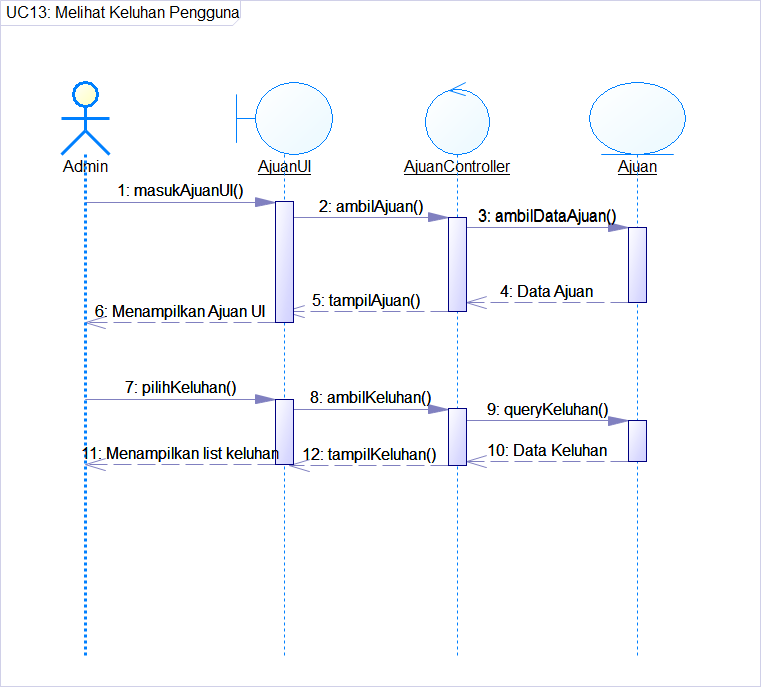 UC13: Melihat Keluhan Pengguna
Admin
AjuanUI
AjuanController
Ajuan
1: masukAjuanUI()
2: ambilAjuan()
3: ambilDataAjuan()
4: Data Ajuan
5: tampilAjuan()
6: Menampilkan Ajuan UI
7: pilihKeluhan()
8: ambilKeluhan()
9: queryKeluhan()
10: Data Keluhan
11: Menampilkan list keluhan
12: tampilKeluhan()